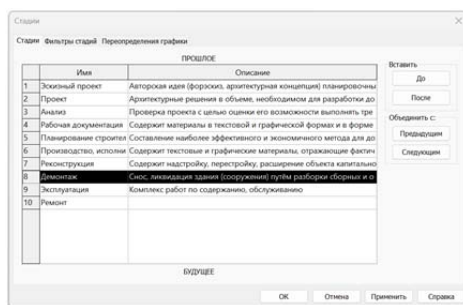 Стадии
Стадии Фильтры стадий Переопределения графики
ПРОШЛОЕ
Имя Описание
1 Эскизный проект Авторская идея (форэскиз, архитектурная концепция) планировочны
2 Проект Архитектурные решения в объеме, необходимом для разработки до
3 Анализ Проверка проекта с целью оценки его возможности выполнять тре
4 Рабочая документация Содержит материалы в текстовой и графической формах и в форме
5 Планирование строител Составление наиболее эффективного и экономичного метода для до
6 Производство, исполни Содержит текстовые и графические материалы, отражающие фактич
7 Реконструкция Содержит надстройку, перестройку, расширение объекта капитально
8 Демонтаж Снос, ликвидация здания (сооружения) путём разборки сборных и о
9 Эксплуатация Комплекс работ по содержанию, обслуживанию
10 Ремонт
БУДУЩЕЕ
Вставить
До
После
Объединить с:
Предыдущим
Следующим
ОК Отмена Применить Справка